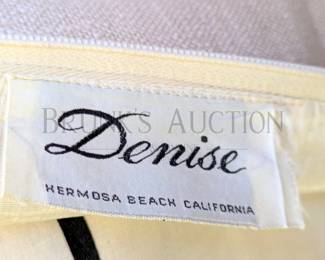 BRUNK'S AUCTION
Denise
HERMOSA BEACH CALIFORNIA